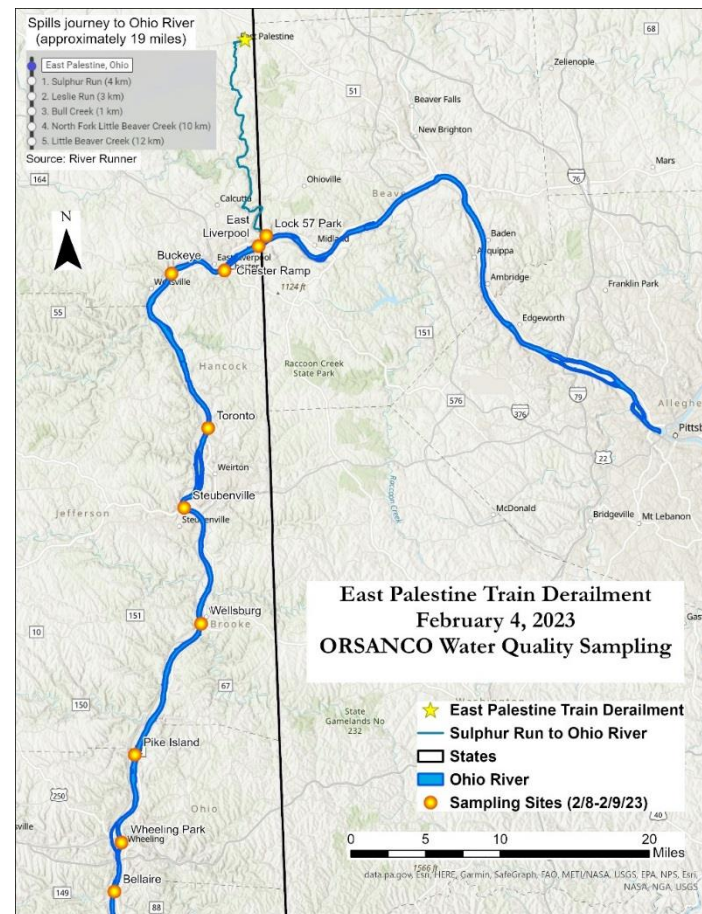 Spills journey to Ohio River
(approximately 19 miles)
East Palestine, Ohio
1. Sulphur Run (4 km)
2. Leslie Run (3 km)
3. Bull Creek (1 km)
4. North Fork Little Beaver Creek (10 km)
5. Little Beaver Creek (12 km)
Source: River Runner
Palestine
68
Zelienople
51
Beaver Falls
New Brighton
Mars
76
164
Ohioville
Beaver
Calcutta
N
East
Liverpool
Lock 57 Park
Midland
Baden
Aliquippa
Buckeye
Chester Ramp
Wellsville
Ambridge
Franklin Park
1124 ft
55
151
Edgeworth
Hancock
Raccoon Creek
State Park
79
576
376
Toronto
Pittsb
22
Weirton
Raccoon Creek
Steubenville
McDonald
Bridgeville
Mt Lebanon
Jefferson
Steubenville
East Palestine Train Derailment
February 4, 2023
ORSANCO Water Quality Sampling
151
Wellsburg
Brooke
10
67
150
State
Gamelands No
232
East Palestine Train Derailment
Sulphur Run to Ohio River
States
Ohio River
Sampling Sites (2/8-2/9/23)
Pike Island
250
Ohio
40
Wheeling Park
Wheeling
0 5 10 20
Miles
1566 ft
data.pa.gov, Esri, HERE, Garmin, SafeGraph, FAO, METI/NASA, USGS, EPA, NPS, Esri,
NASA, NGA, USGS
Bellaire
149
88